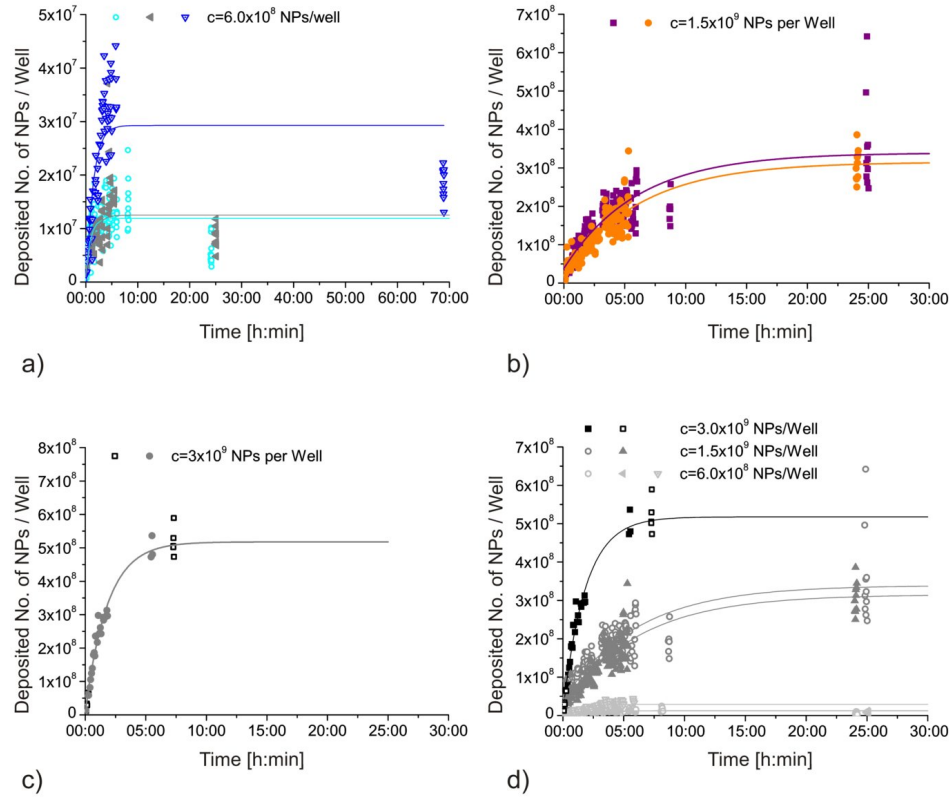 c=6.0x10⁸ NPs/well
Deposited No. of NPs / Well
5x10⁷
4x10⁷
3x10⁷
2x10⁷
1x10⁷
0
00:00 10:00 20:00 30:00 40:00 50:00 60:00 70:00
Time [h:min]
a)
c=1.5x10⁹ NPs per Well
Deposited No. of NPs / Well
7x10⁸
6x10⁸
5x10⁸
4x10⁸
3x10⁸
2x10⁸
1x10⁸
0
00:00 05:00 10:00 15:00 20:00 25:00 30:00
Time [h:min]
b)
c=3x10⁹ NPs per Well
Deposited No. of NPs / Well
8x10⁸
7x10⁸
6x10⁸
5x10⁸
4x10⁸
3x10⁸
2x10⁸
1x10⁸
0
00:00 05:00 10:00 15:00 20:00 25:00 30:00
Time [h:min]
c)
c=3.0x10⁹ NPs/Well
c=1.5x10⁹ NPs/Well
c=6.0x10⁸ NPs/Well
Deposited No. of NPs / Well
7x10⁸
6x10⁸
5x10⁸
4x10⁸
3x10⁸
2x10⁸
1x10⁸
0
00:00 05:00 10:00 15:00 20:00 25:00 30:00
Time [h:min]
d)